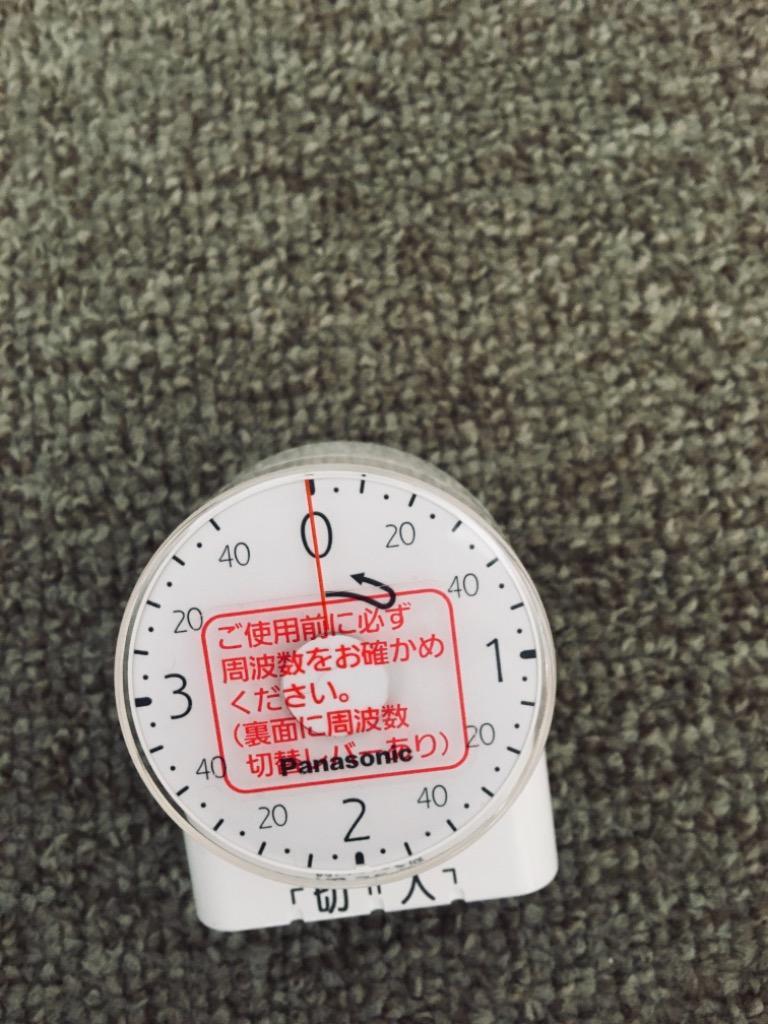 0
20
40
1
20
40
2
20
40
3
20
40
ご使用前に必ず
周波数をお確かめ
ください。
(裏面に周波数
切替レバーあり)
Panasonic
「切
入」